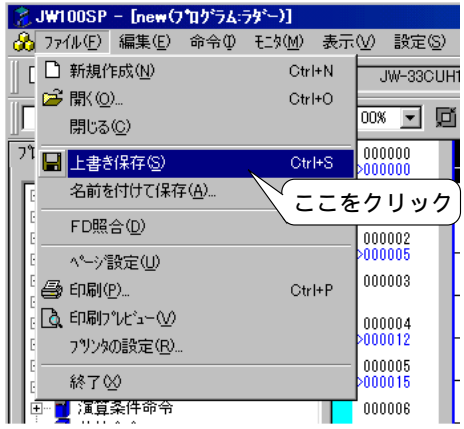 JW100SP - [new(ﾌﾟﾛｸﾞﾗﾑ:ﾗﾀﾞｰ)]
ﾌｧｲﾙ(F) 編集(E) 命令(I) ﾓﾆﾀ(M) 表示(V) 設定(S)
新規作成(N) Ctrl+N
JW-33CUH1
開く(O)... Ctrl+O
00%
閉じる(C)
上書き保存(S) Ctrl+S
000000
>000000
名前を付けて保存(A)...
ここをクリック
FD照合(D)
000002
>000005
ﾍﾟｰｼﾞ設定(U)
000003
印刷(P)... Ctrl+P
印刷ﾌﾟﾚﾋﾞｭｰ(V)
000004
>000012
ﾌﾟﾘﾝﾀの設定(R)...
000005
>000015
終了(X)
演算条件命令
000006